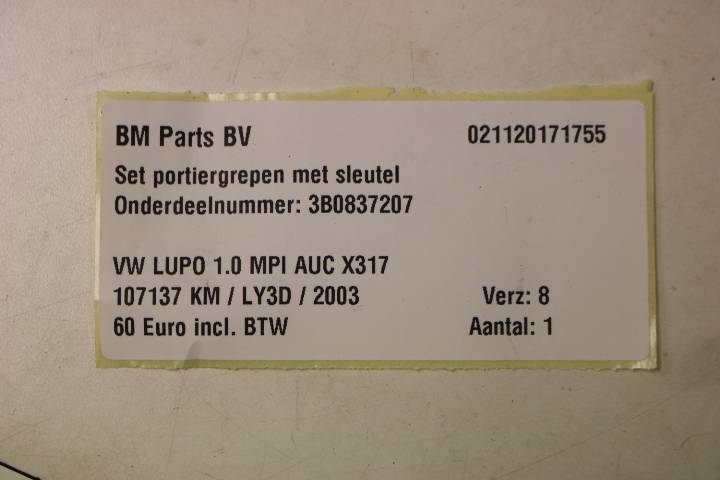 BM Parts BV 021120171755
Set portiergrepen met sleutel
Onderdeelnummer: 3B0837207
VW LUPO 1.0 MPI AUC X317
107137 KM / LY3D / 2003 Verz: 8
60 Euro incl. BTW Aantal: 1